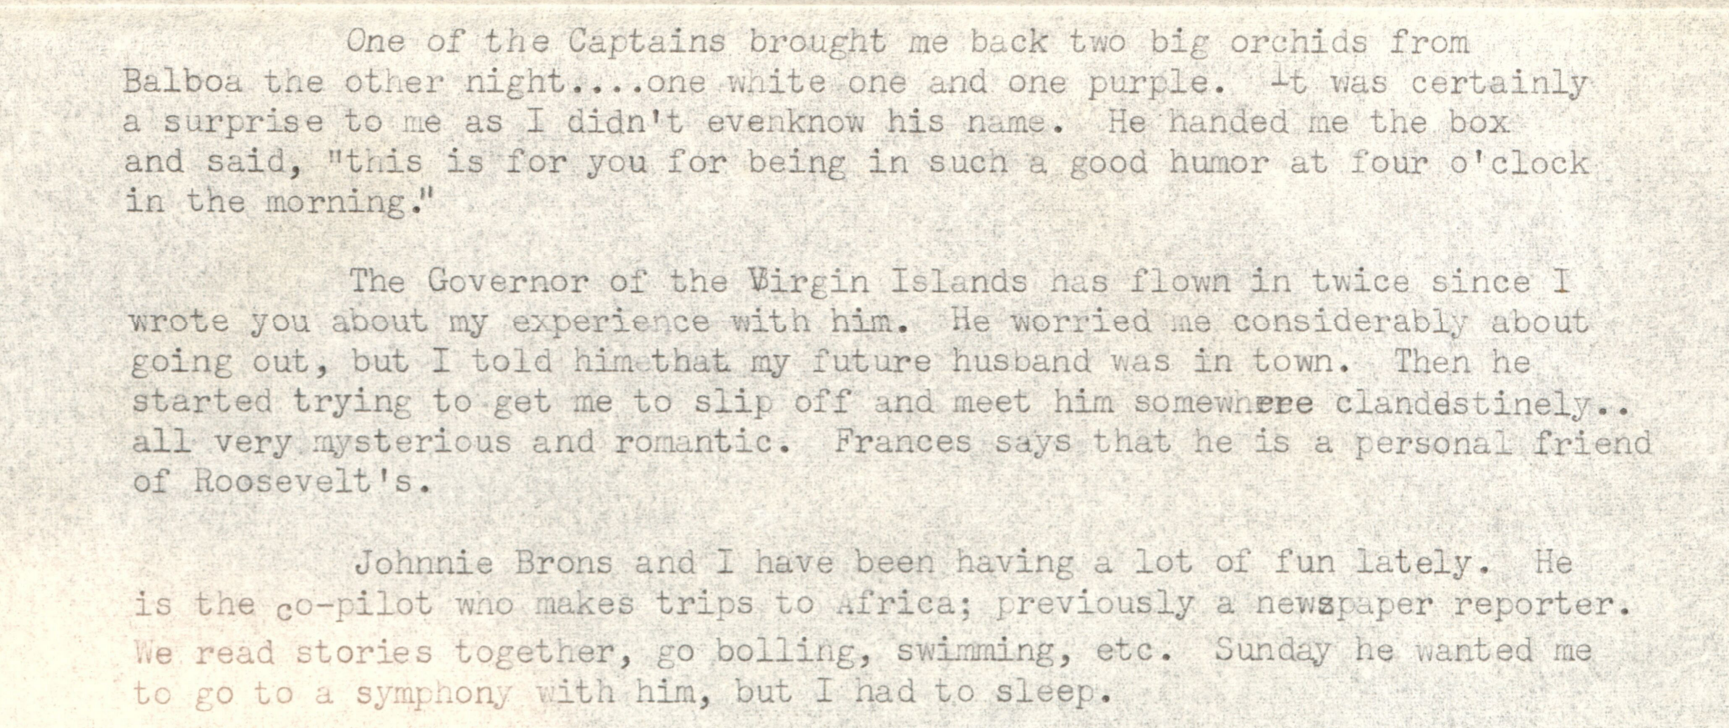 One of the Captains brought me back two big orchids from
Balboa the other night....one white one and one purple.  It was certainly
a surprise to me as I didn't evenknow his name.  He handed me the box
and said, "this is for you for being in such a good humor at four o'clock
in the morning."
The Governor of the Virgin Islands has flown in twice since I
wrote you about my experience with him.  He worried me considerably about
going out, but I told him that my future husband was in town.  Then he
started trying to get me to slip off and meet him somewhere clandestinely..
all very mysterious and romantic.  Frances says that he is a personal friend
of Roosevelt's.
Johnnie Brons and I have been having a lot of fun lately.  He
is the co-pilot who makes trips to Africa; previously a newspaper reporter.
We read stories together, go bolling, swimming, etc.  Sunday he wanted me
to go to a symphony with him, but I had to sleep.